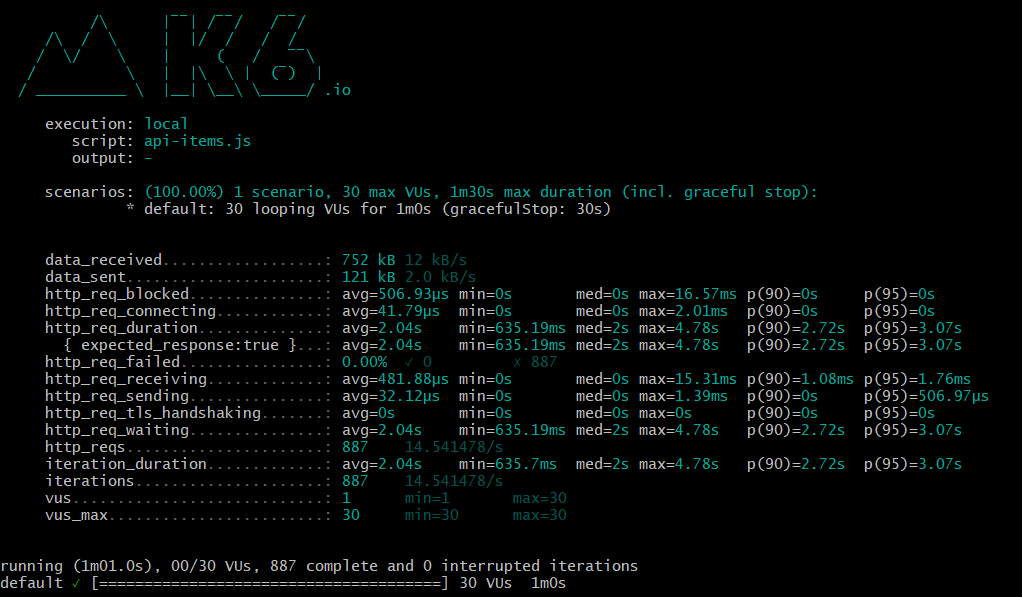 .io
execution: local
script: api-items.js
output: -
scenarios: (100.00%) 1 scenario, 30 max VUs, 1m30s max duration (incl. graceful stop):
* default: 30 looping VUs for 1m0s (gracefulStop: 30s)
data_received..................: 752 kB 12 kB/s
data_sent......................: 121 kB 2.0 kB/s
http_req_blocked...............: avg=506.93µs min=0s med=0s max=16.57ms p(90)=0s p(95)=0s
http_req_connecting............: avg=41.79µs min=0s med=0s max=2.01ms p(90)=0s p(95)=0s
http_req_duration..............: avg=2.04s min=635.19ms med=2s max=4.78s p(90)=2.72s p(95)=3.07s
{ expected_response:true }...: avg=2.04s min=635.19ms med=2s max=4.78s p(90)=2.72s p(95)=3.07s
http_req_failed................: 0.00% ✓ 0 ✗ 887
http_req_receiving.............: avg=481.88µs min=0s med=0s max=15.31ms p(90)=1.08ms p(95)=1.76ms
http_req_sending...............: avg=32.12µs min=0s med=0s max=1.39ms p(90)=0s p(95)=506.97µs
http_req_tls_handshaking.......: avg=0s min=0s med=0s max=0s p(90)=0s p(95)=0s
http_req_waiting...............: avg=2.04s min=635.19ms med=2s max=4.78s p(90)=2.72s p(95)=3.07s
http_reqs......................: 887 14.541478/s
iteration_duration.............: avg=2.04s min=635.7ms med=2s max=4.78s p(90)=2.72s p(95)=3.07s
iterations.....................: 887 14.541478/s
vus............................: 1 min=1 max=30
vus_max........................: 30 min=30 max=30
running (1m01.0s), 00/30 VUs, 887 complete and 0 interrupted iterations
default ✓ [======================================] 30 VUs 1m0s